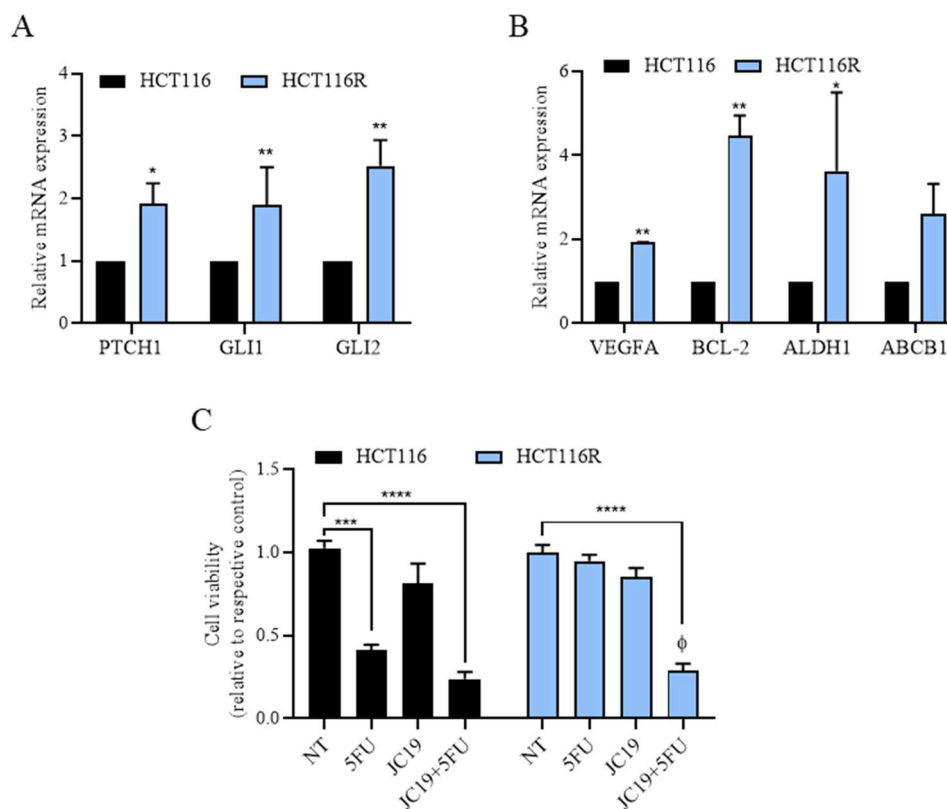 A
HCT116 HCT116R
Relative mRNA expression
4
3
2
1
0
* ** **
PTCH1 GLI1 GLI2
B
HCT116 HCT116R
Relative mRNA expression
6
4
2
0
** ** *
VEGFA BCL-2 ALDH1 ABCB1
C
HCT116 HCT116R
Cell viability
(relative to respective control)
1.5
1.0
0.5
0.0
**** ****
***
ϕ
NT 5FU JC19 JC19+5FU NT 5FU JC19 JC19+5FU